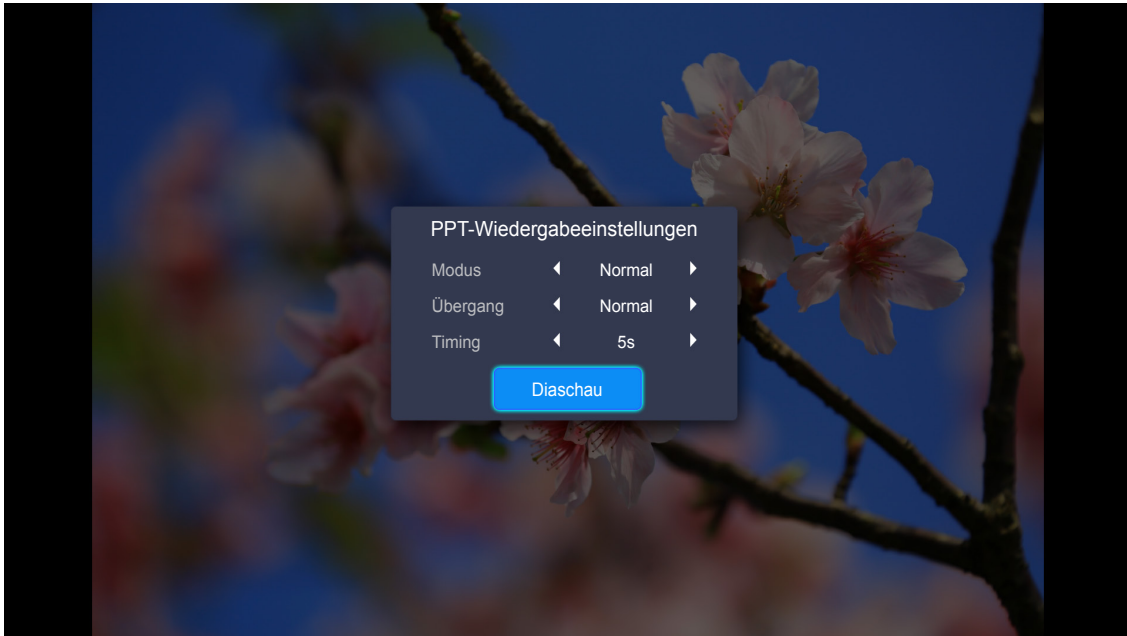 PPT-Wiedergabeeinstellungen
Modus Normal
Übergang Normal
Timing 5s
Diaschau